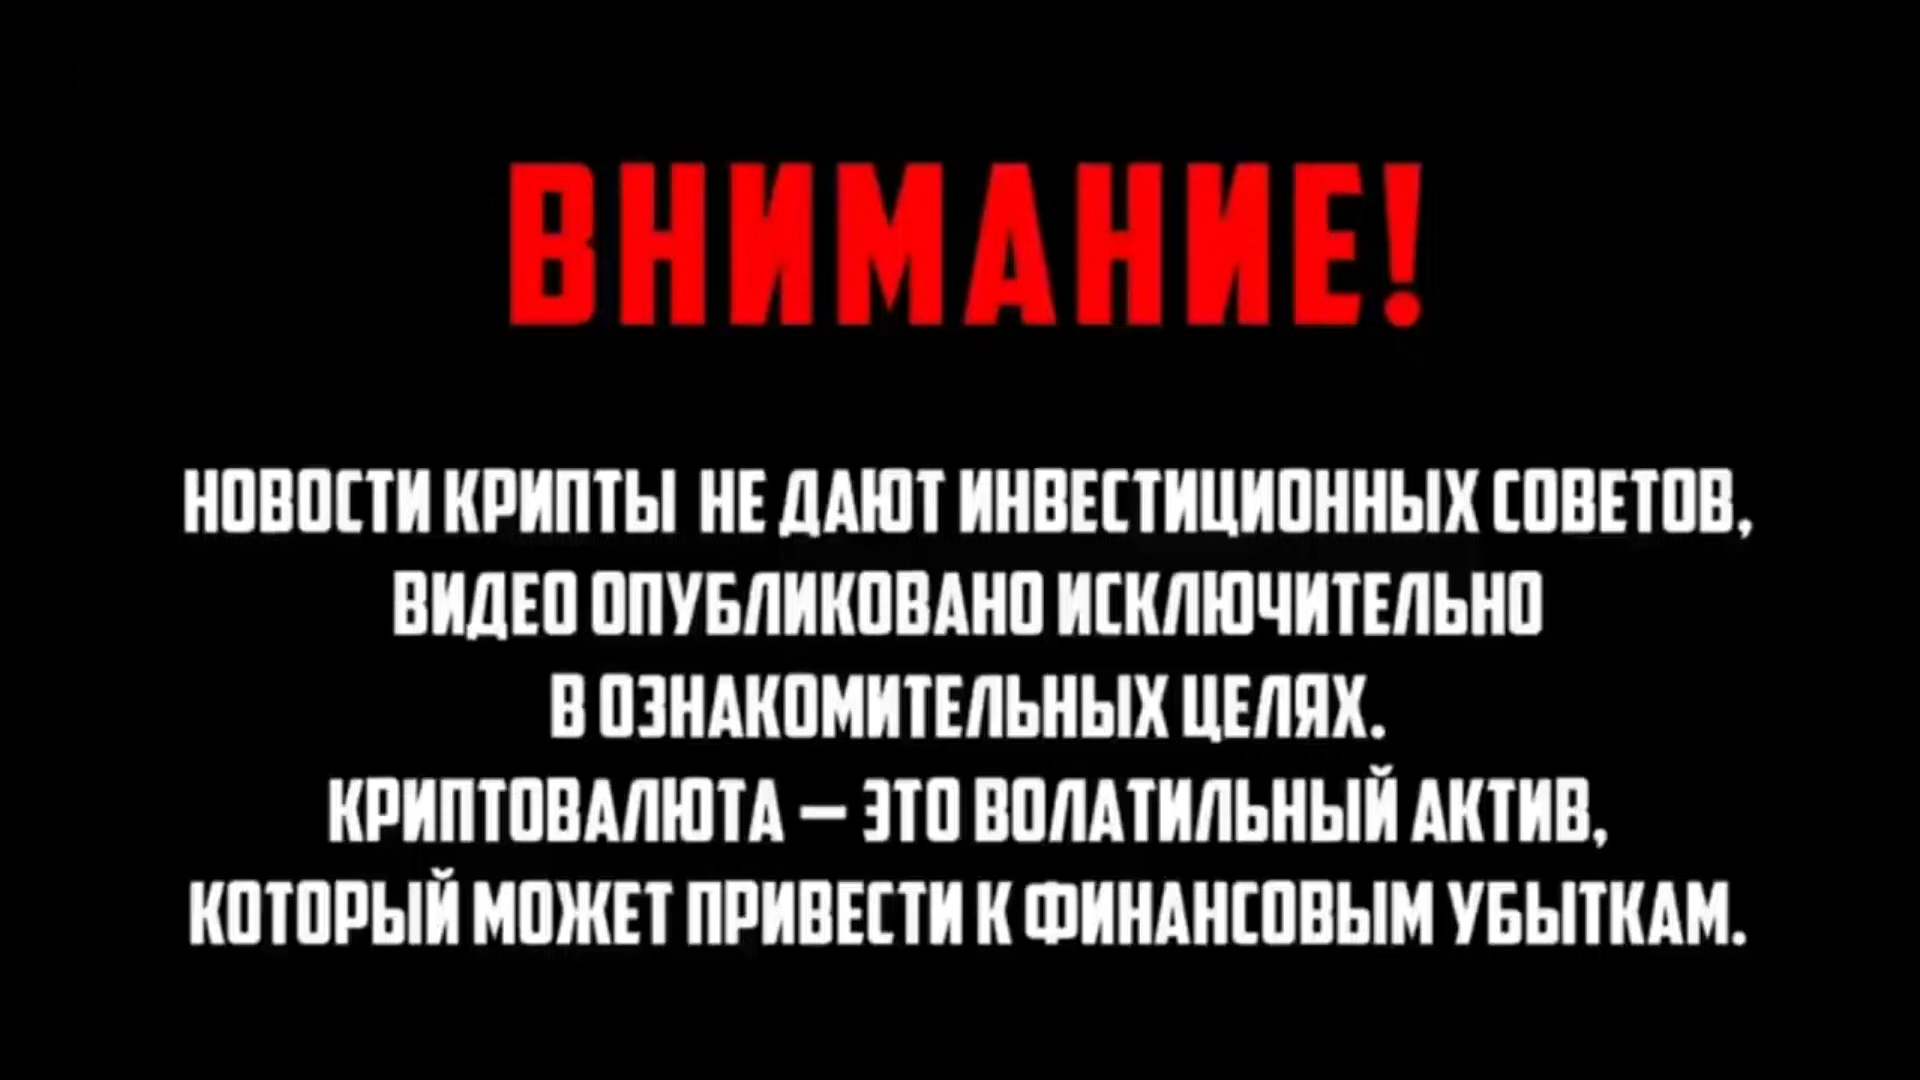 ВНИМАНИЕ!
НОВОСТИ КРИПТЫ НЕ ДАЮТ ИНВЕСТИЦИОННЫХ СОВЕТОВ,
ВИДЕО ОПУБЛИКОВАНО ИСКЛЮЧИТЕЛЬНО
В ОЗНАКОМИТЕЛЬНЫХ ЦЕЛЯХ.
КРИПТОВАЛЮТА – ЭТО ВОЛАТИЛЬНЫЙ АКТИВ,
КОТОРЫЙ МОЖЕТ ПРИВЕСТИ К ФИНАНСОВЫМ УБЫТКАМ.